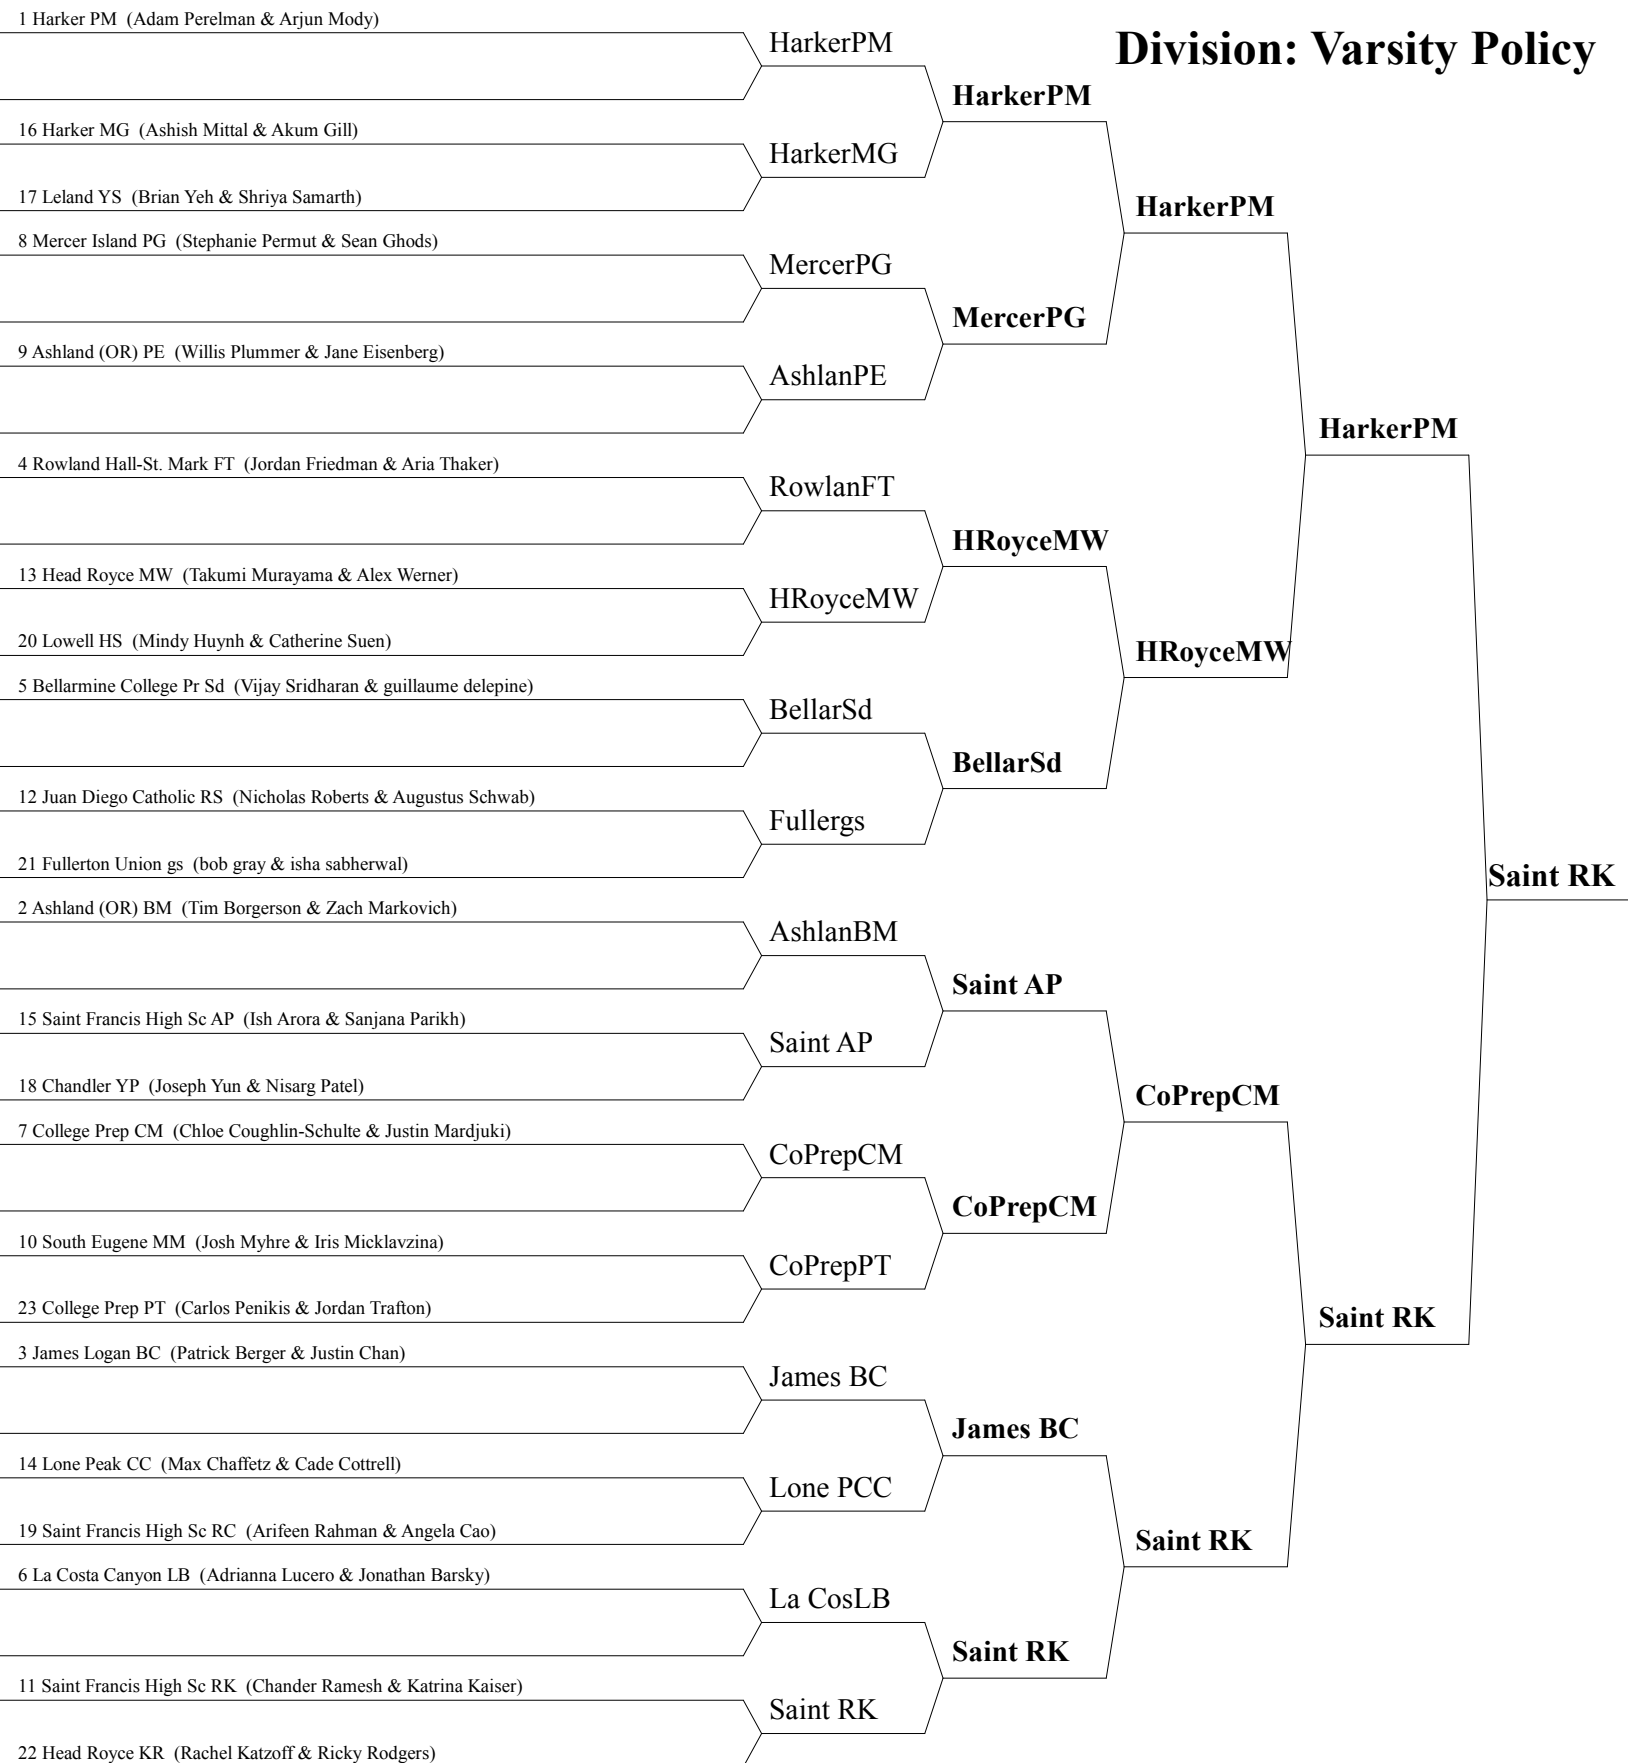 Division: Varsity Policy
1 Harker PM (Adam Perelman & Arjun Mody)
16 Harker MG (Ashish Mittal & Akum Gill)
17 Leland YS (Brian Yeh & Shriya Samarth)
8 Mercer Island PG (Stephanie Permut & Sean Ghods)
9 Ashland (OR) PE (Willis Plummer & Jane Eisenberg)
4 Rowland Hall-St. Mark FT (Jordan Friedman & Aria Thaker)
13 Head Royce MW (Takumi Murayama & Alex Werner)
20 Lowell HS (Mindy Huynh & Catherine Suen)
5 Bellarmine College Pr Sd (Vijay Sridharan & guillaume delepine)
12 Juan Diego Catholic RS (Nicholas Roberts & Augustus Schwab)
21 Fullerton Union gs (bob gray & isha sabherwal)
2 Ashland (OR) BM (Tim Borgerson & Zach Markovich)
15 Saint Francis High Sc AP (Ish Arora & Sanjana Parikh)
18 Chandler YP (Joseph Yun & Nisarg Patel)
7 College Prep CM (Chloe Coughlin-Schulte & Justin Mardjuki)
10 South Eugene MM (Josh Myhre & Iris Micklavzina)
23 College Prep PT (Carlos Penikis & Jordan Trafton)
3 James Logan BC (Patrick Berger & Justin Chan)
14 Lone Peak CC (Max Chaffetz & Cade Cottrell)
19 Saint Francis High Sc RC (Arifeen Rahman & Angela Cao)
6 La Costa Canyon LB (Adrianna Lucero & Jonathan Barsky)
11 Saint Francis High Sc RK (Chander Ramesh & Katrina Kaiser)
22 Head Royce KR (Rachel Katzoff & Ricky Rodgers)
HarkerPM
HarkerMG
MercerPG
AshlanPE
RowlanFT
HRoyceMW
BellarSd
Fullergs
AshlanBM
Saint AP
CoPrepCM
CoPrepPT
James BC
Lone PCC
La CosLB
Saint RK
HarkerPM
MercerPG
HRoyceMW
BellarSd
Saint AP
CoPrepCM
James BC
Saint RK
HarkerPM
HRoyceMW
CoPrepCM
Saint RK
HarkerPM
Saint RK
Saint RK